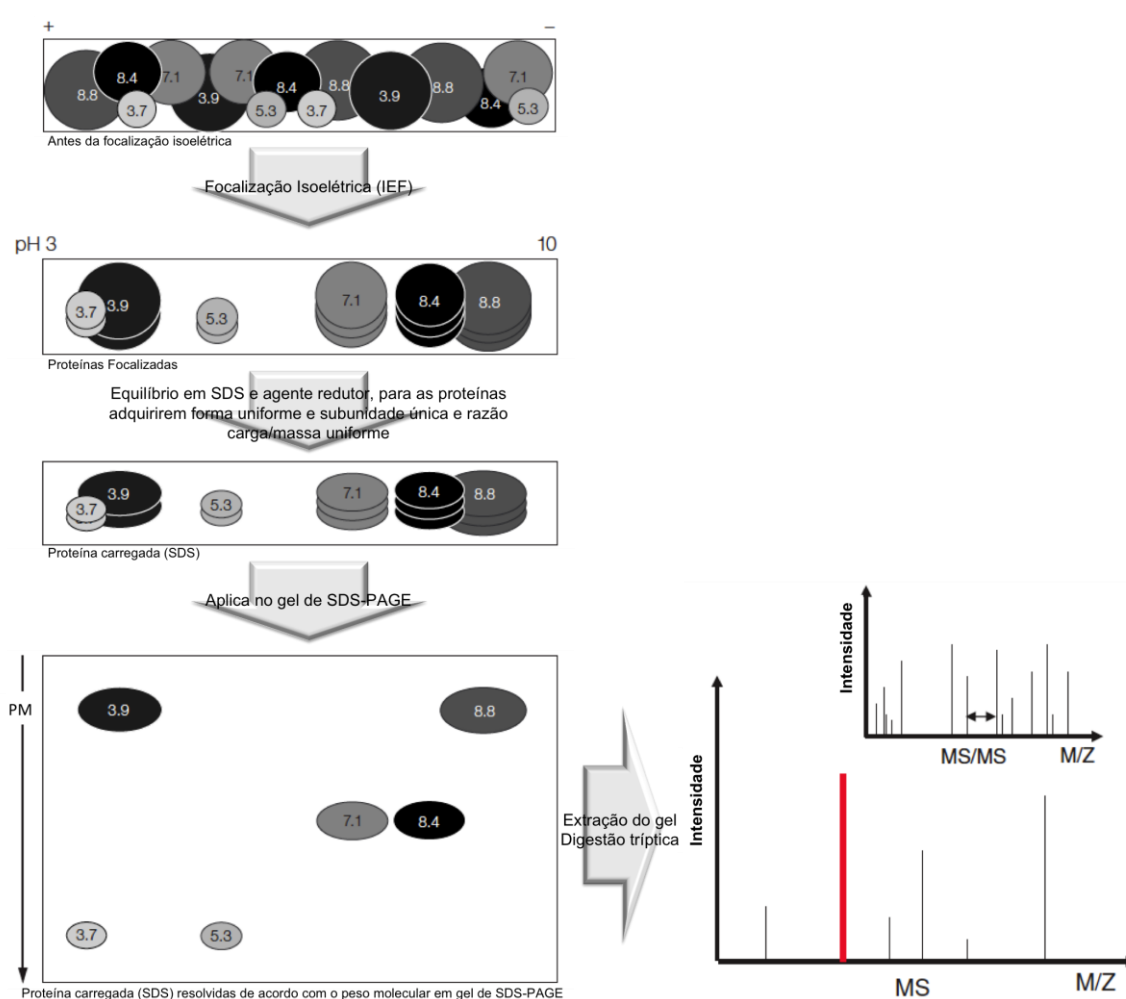 + –
8.8 8.4 7.1 3.9 7.1 8.4 8.8 3.9 8.8 8.4 7.1
3.7 5.3 3.7 5.3
Antes da focalização isoelétrica
Focalização Isoelétrica (IEF)
pH 3 10
3.7 3.9 5.3 7.1 8.4 8.8
Proteínas Focalizadas
Equilíbrio em SDS e agente redutor, para as proteínas
adquirirem forma uniforme e subunidade única e razão
carga/massa uniforme
3.7 3.9 5.3 7.1 8.4 8.8
Proteína carregada (SDS)
Aplica no gel de SDS-PAGE
PM
3.9 8.8
7.1 8.4
3.7 5.3
Proteína carregada (SDS) resolvidas de acordo com o peso molecular em gel de SDS-PAGE
Extração do gel
Digestão tríptica
Intensidade
MS/MS M/Z
Intensidade
MS M/Z